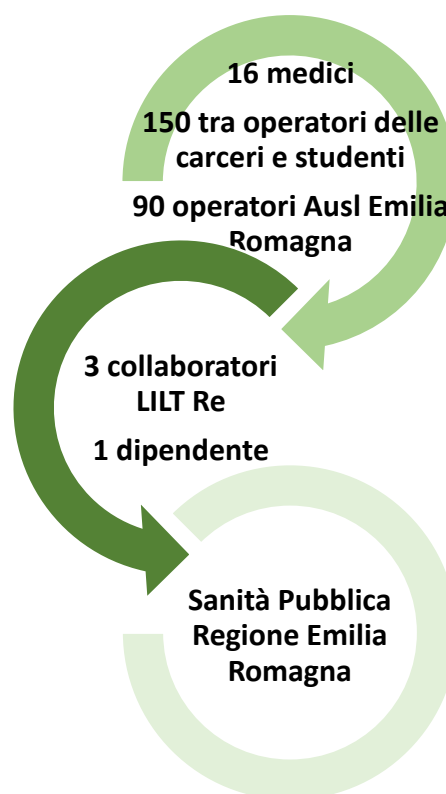 16 medici
150 tra operatori delle
carceri e studenti
90 operatori Ausl Emilia
Romagna
3 collaboratori
LILT Re
1 dipendente
Sanità Pubblica
Regione Emilia
Romagna